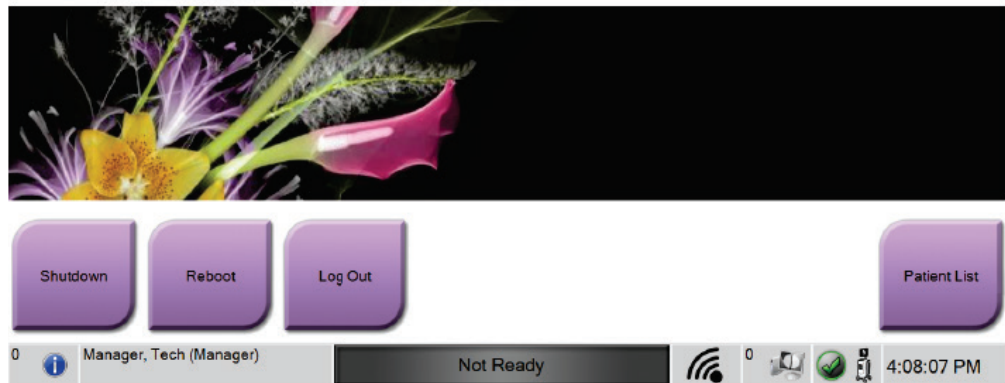 Shutdown
Reboot
Log Out
Patient List
0
Manager, Tech (Manager)
Not Ready
0
4:08:07 PM